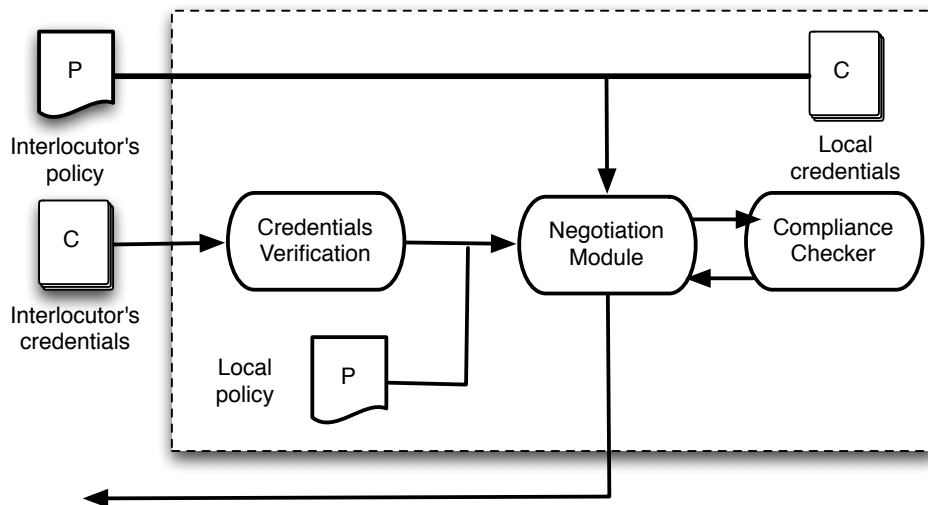 P
Interlocutor's
policy
C
Local
credentials
C
Interlocutor's
credentials
Credentials
Verification
Negotiation
Module
Compliance
Checker
Local
policy
P